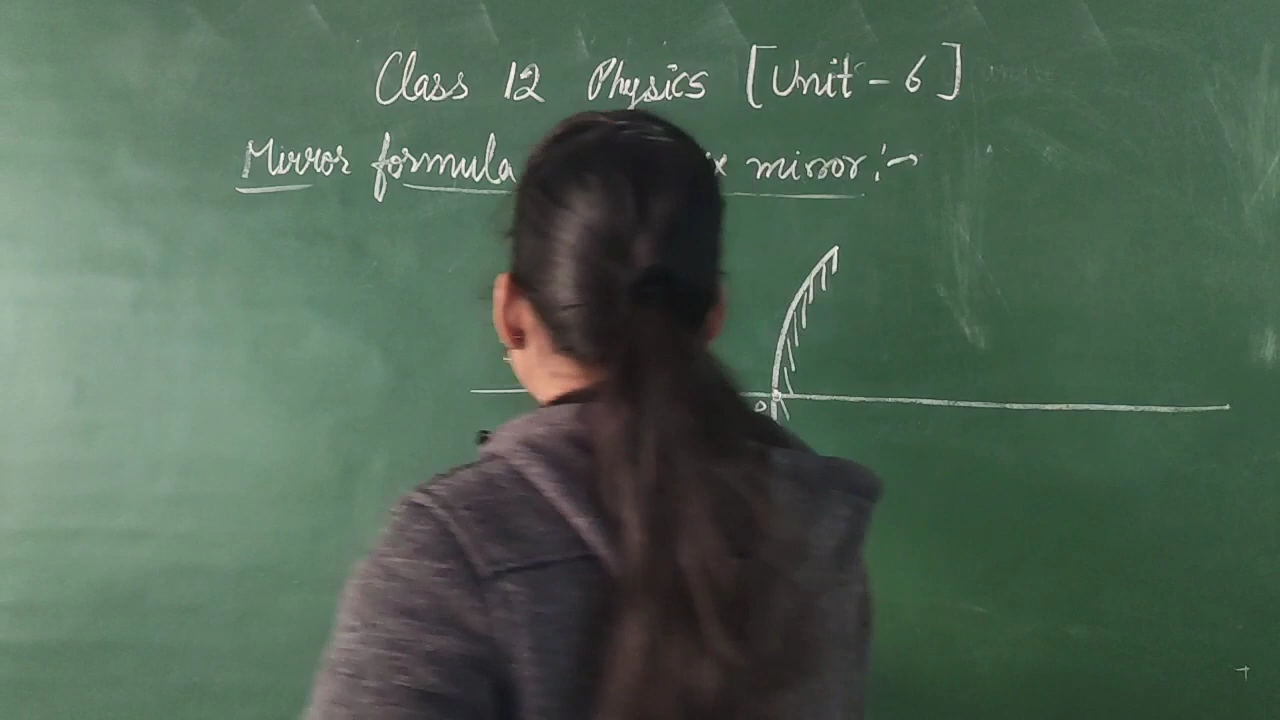 Class 12 Physics [Unit - 6]
Mirror formula x mirror :-
P